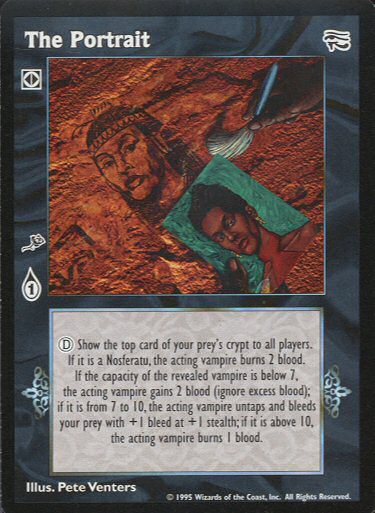 The Portrait
1
D Show the top card of your prey's crypt to all players.
If it is a Nosferatu, the acting vampire burns 2 blood.
If the capacity of the revealed vampire is below 7,
the acting vampire gains 2 blood (ignore excess blood);
if it is from 7 to 10, the acting vampire untaps and bleeds
your prey with +1 bleed at +1 stealth; if it is above 10,
the acting vampire burns 1 blood.
Illus. Pete Venters
© 1995 Wizards of the Coast, Inc. All Rights Reserved.